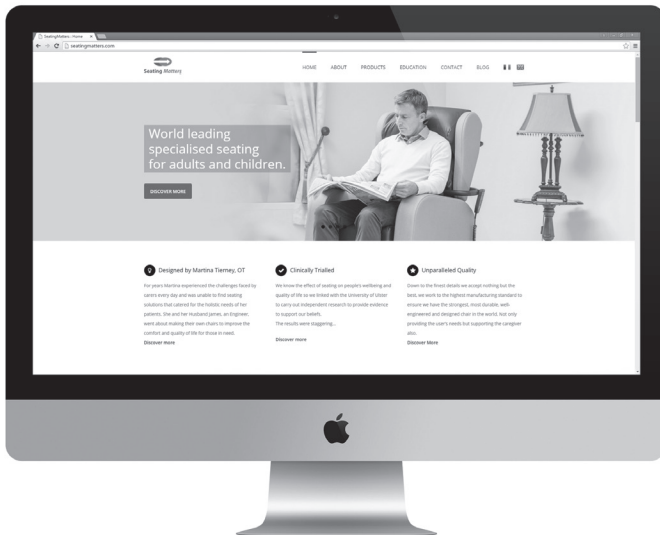 SeatingMatters - Home
seatingmatters.com
Seating Matters
HOME ABOUT PRODUCTS EDUCATION CONTACT BLOG
World leading
specialised seating
for adults and children.
DISCOVER MORE
Designed by Martina Tierney, OT
For years Martina experienced the challenges faced by
carers every day and was unable to find seating
solutions that catered for the holistic needs of her
patients. She and her husband James, an Engineer,
went about making their own chairs to improve the
comfort and quality of life for those in need.
Discover more
Clinically Trialled
We know the effect of seating on people's wellbeing and
quality of life so we linked with the University of Ulster
to carry out independent research to provide evidence
to support our beliefs.
The results were staggering...
Discover more
Unparalleled Quality
Down to the finest details we accept nothing but the
best, we work to the highest manufacturing standard to
ensure we have the strongest, most durable, well-
engineered and designed chair in the world. Not only
providing the user's needs but supporting the caregiver
also.
Discover More